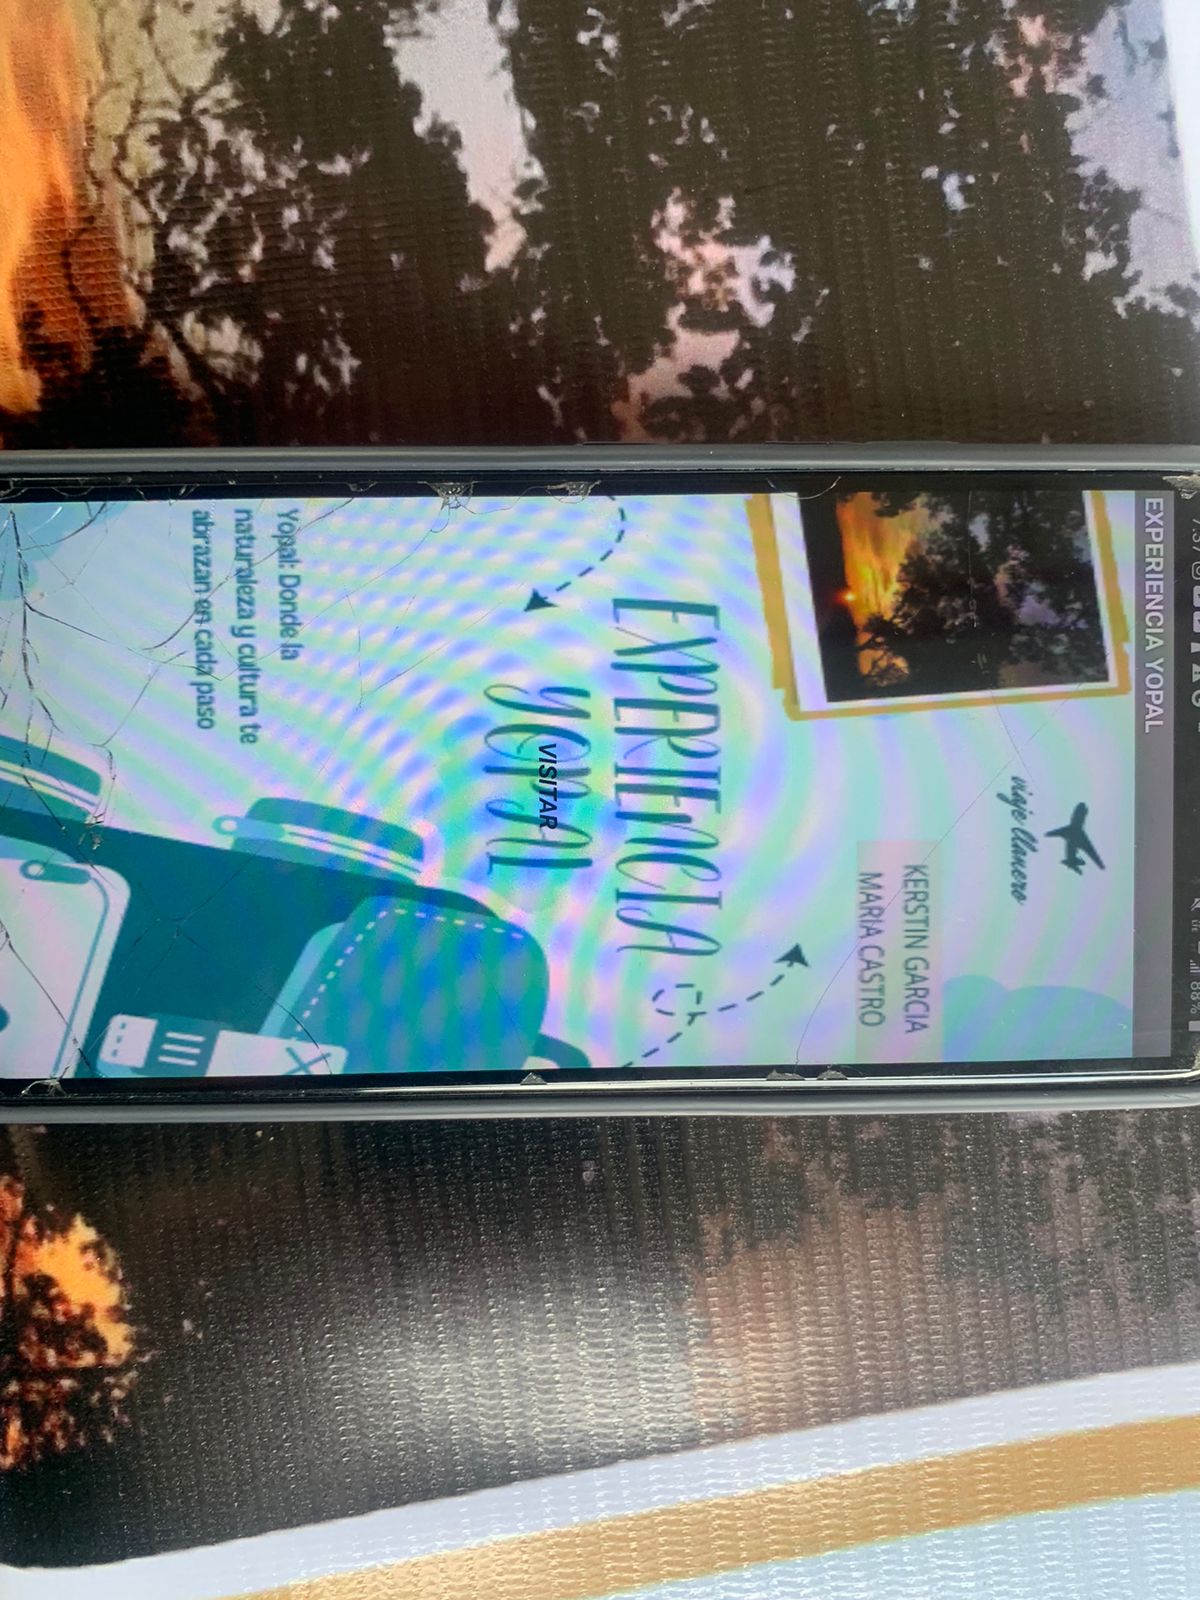 88%
EXPERIENCIA YOPAL
viaje llanero
KERSTIN GARCIA
MARIA CASTRO
EXPERIENCIA
YOPAL
VISITAR
Yopal: Donde la
naturaleza y cultura te
abrazan en cada paso